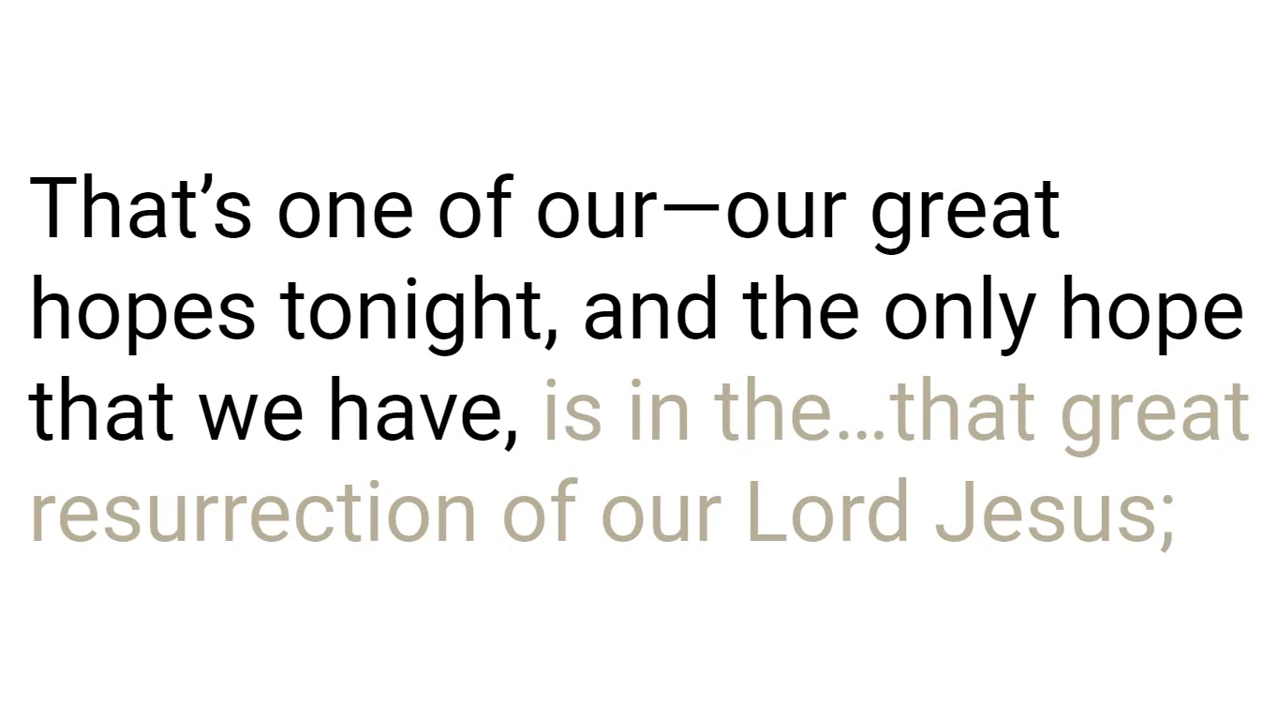 That’s one of our—our great
hopes tonight, and the only hope
that we have, is in the…that great
resurrection of our Lord Jesus;